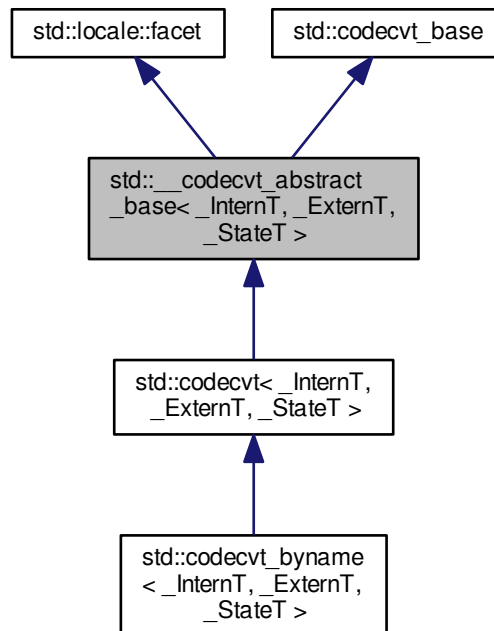 std::locale::facet
std::codecvt_base
std::__codecvt_abstract
_base< _InternT, _ExternT,
_StateT >
std::codecvt< _InternT,
_ExternT, _StateT >
std::codecvt_byname
< _InternT, _ExternT,
_StateT >